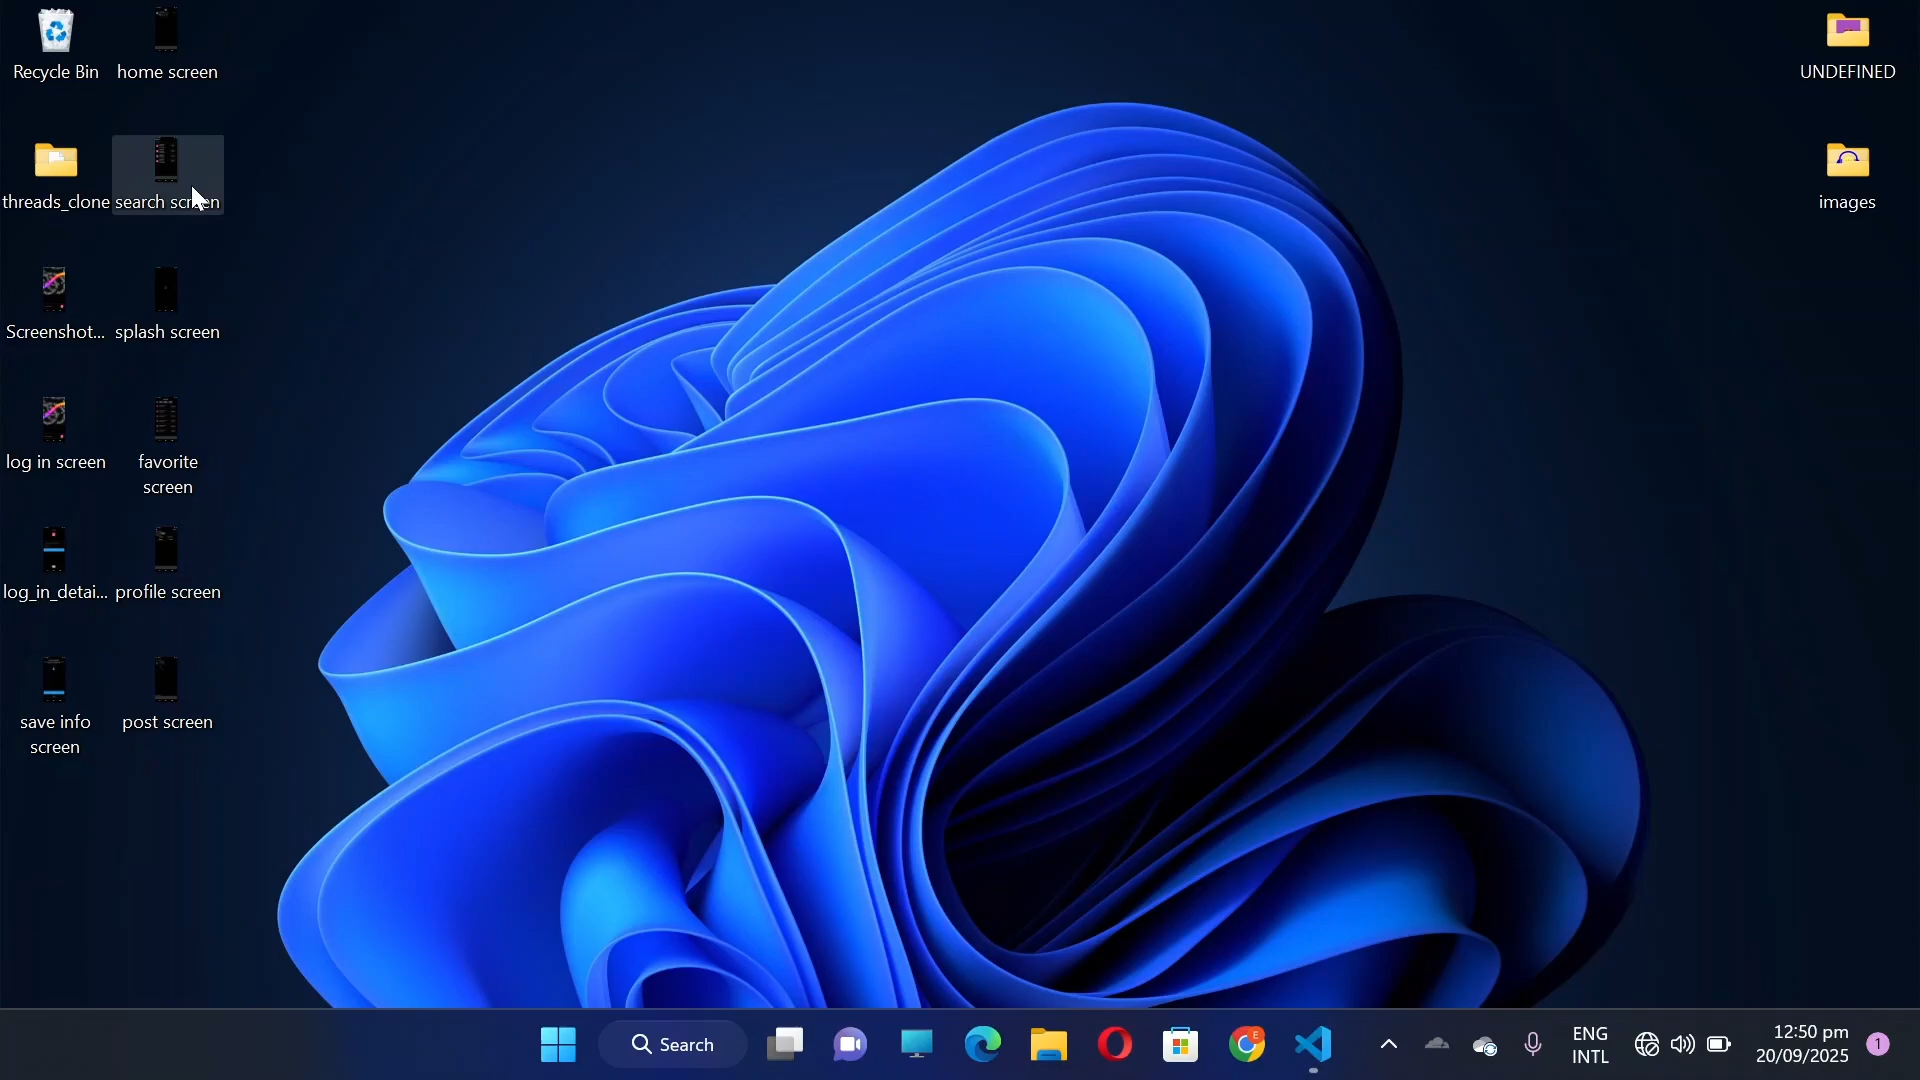 Recycle Bin
home screen
threads_clone
search screen
Screenshot...
splash screen
log in screen
favorite
screen
log_in_detai...
profile screen
save info
screen
post screen
UNDEFINED
images
Search
E
ENG
INTL
12:50 pm
20/09/2025
1